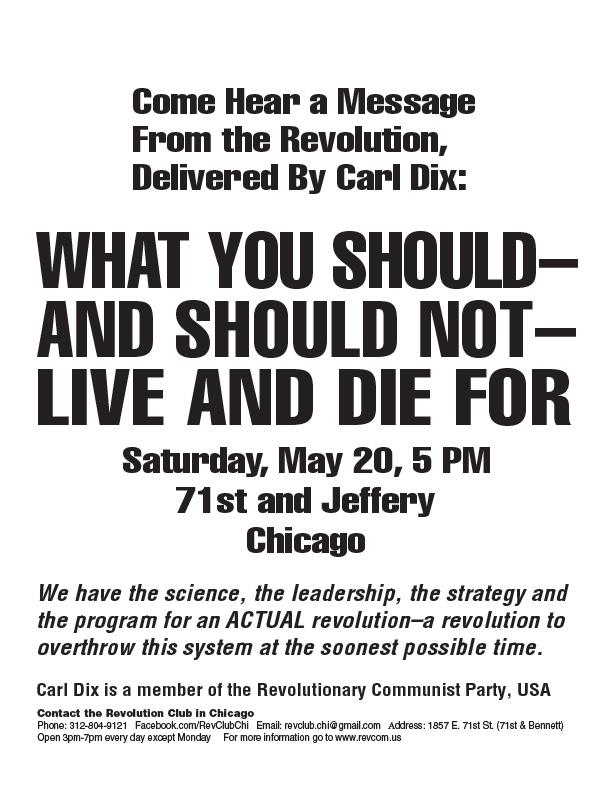 Come Hear a Message
From the Revolution,
Delivered By Carl Dix:
WHAT YOU SHOULD–
AND SHOULD NOT–
LIVE AND DIE FOR
Saturday, May 20, 5 PM
71st and Jeffery
Chicago
We have the science, the leadership, the strategy and
the program for an ACTUAL revolution–a revolution to
overthrow this system at the soonest possible time.
Carl Dix is a member of the Revolutionary Communist Party, USA
Contact the Revolution Club in Chicago
Phone: 312-804-9121 Facebook.com/RevClubChi Email: revclub.chi@gmail.com Address: 1857 E. 71st St. (71st & Bennett)
Open 3pm-7pm every day except Monday For more information go to www.revcom.us